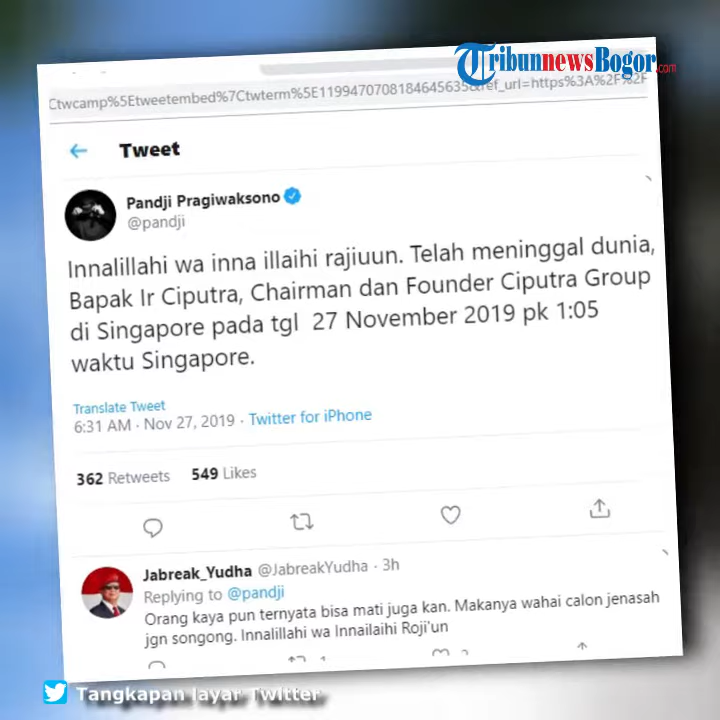 TribunnewsBogor.com
Ctwcamp%5Etweetembed%7Ctwterm%5E1199470708184645635&ref_url=https%3A%2F%2F
Tweet
Pandji Pragiwaksono
@pandji
Innalillahi wa inna illaihi rajiuun. Telah meninggal dunia,
Bapak Ir Ciputra, Chairman dan Founder Ciputra Group
di Singapore pada tgl 27 November 2019 pk 1:05
waktu Singapore.
Translate Tweet
6:31 AM · Nov 27, 2019 · Twitter for iPhone
362 Retweets 549 Likes
Jabreak_Yudha @JabreakYudha · 3h
Replying to @pandji
Orang kaya pun ternyata bisa mati juga kan. Makanya wahai calon jenasah
jgn songong. Innalillahi wa Innailaihi Roji'un
Tangkapan layar Twitter